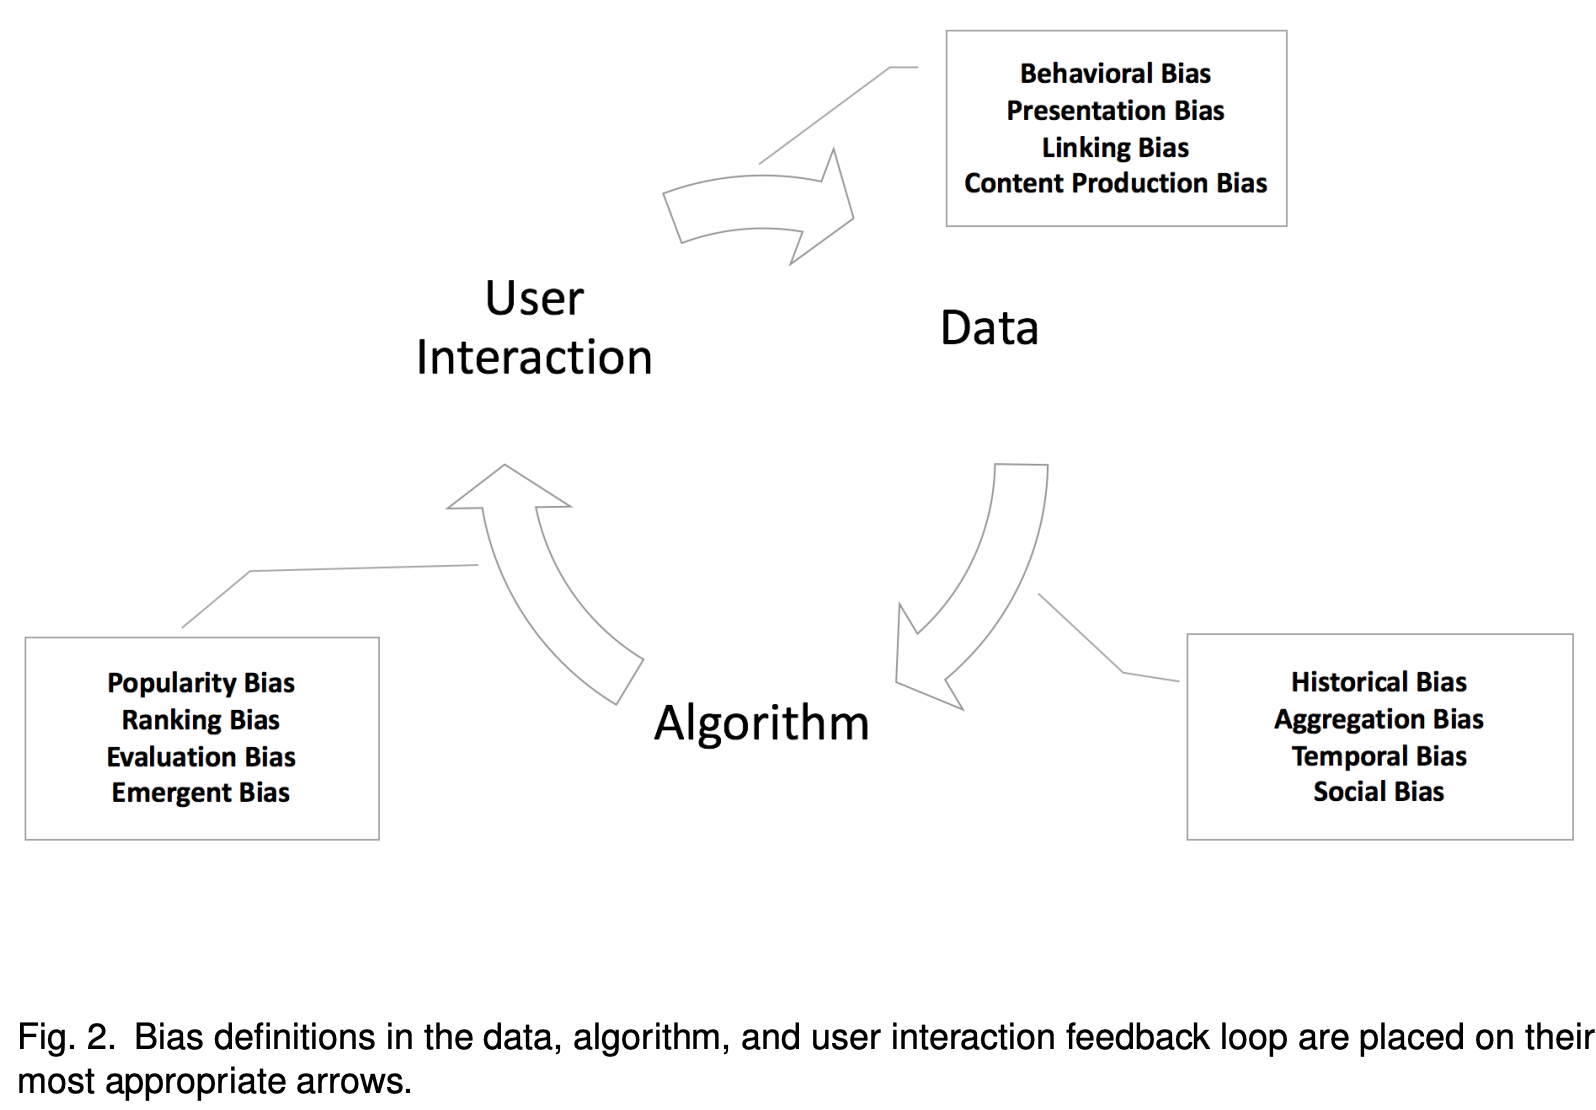 Behavioral Bias
Presentation Bias
Linking Bias
Content Production Bias
User
Interaction
Data
Popularity Bias
Ranking Bias
Evaluation Bias
Emergent Bias
Algorithm
Historical Bias
Aggregation Bias
Temporal Bias
Social Bias
Fig. 2. Bias definitions in the data, algorithm, and user interaction feedback loop are placed on their
most appropriate arrows.